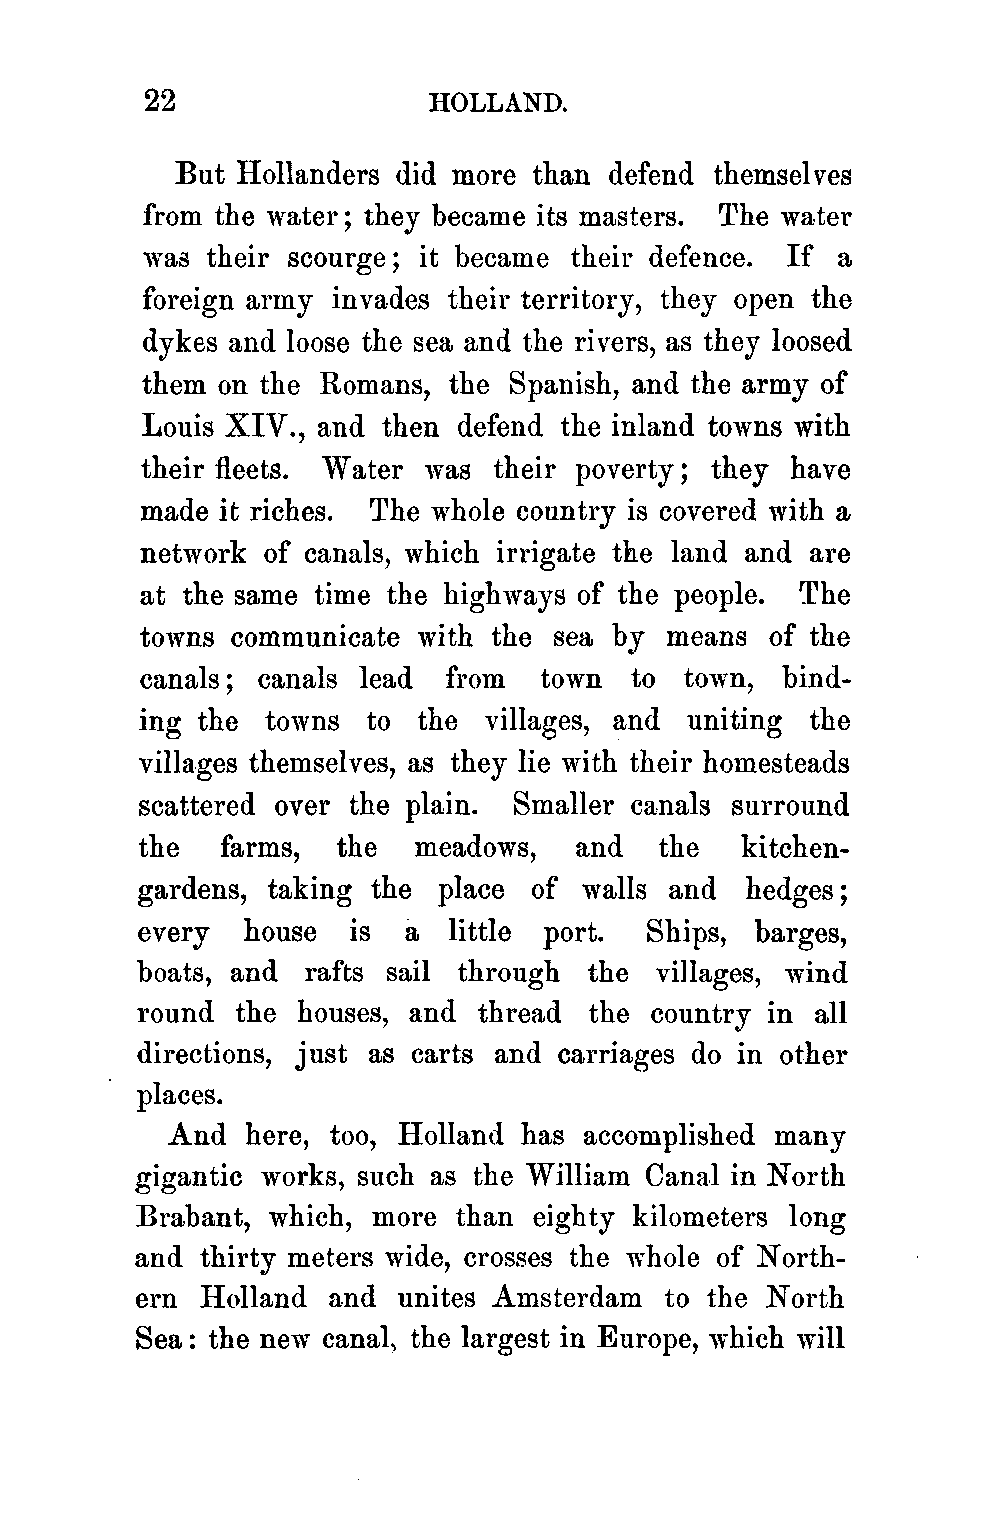 22 HOLLAND.
But Hollanders did more than defend themselves
from the water; they became its masters. The water
was their scourge; it became their defence. If a
foreign army invades their territory, they open the
dykes and loose the sea and the rivers, as they loosed
them on the Romans, the Spanish, and the army of
Louis XIV., and then defend the inland towns with
their fleets. Water was their poverty; they have
made it riches. The whole country is covered with a
network of canals, which irrigate the land and are
at the same time the highways of the people. The
towns communicate with the sea by means of the
canals; canals lead from town to town, bind-
ing the towns to the villages, and uniting the
villages themselves, as they lie with their homesteads
scattered over the plain. Smaller canals surround
the farms, the meadows, and the kitchen-
gardens, taking the place of walls and hedges;
every house is a little port. Ships, barges,
boats, and rafts sail through the villages, wind
round the houses, and thread the country in all
directions, just as carts and carriages do in other
places.
And here, too, Holland has accomplished many
gigantic works, such as the William Canal in North
Brabant, which, more than eighty kilometers long
and thirty meters wide, crosses the whole of North-
ern Holland and unites Amsterdam to the North
Sea: the new canal, the largest in Europe, which will